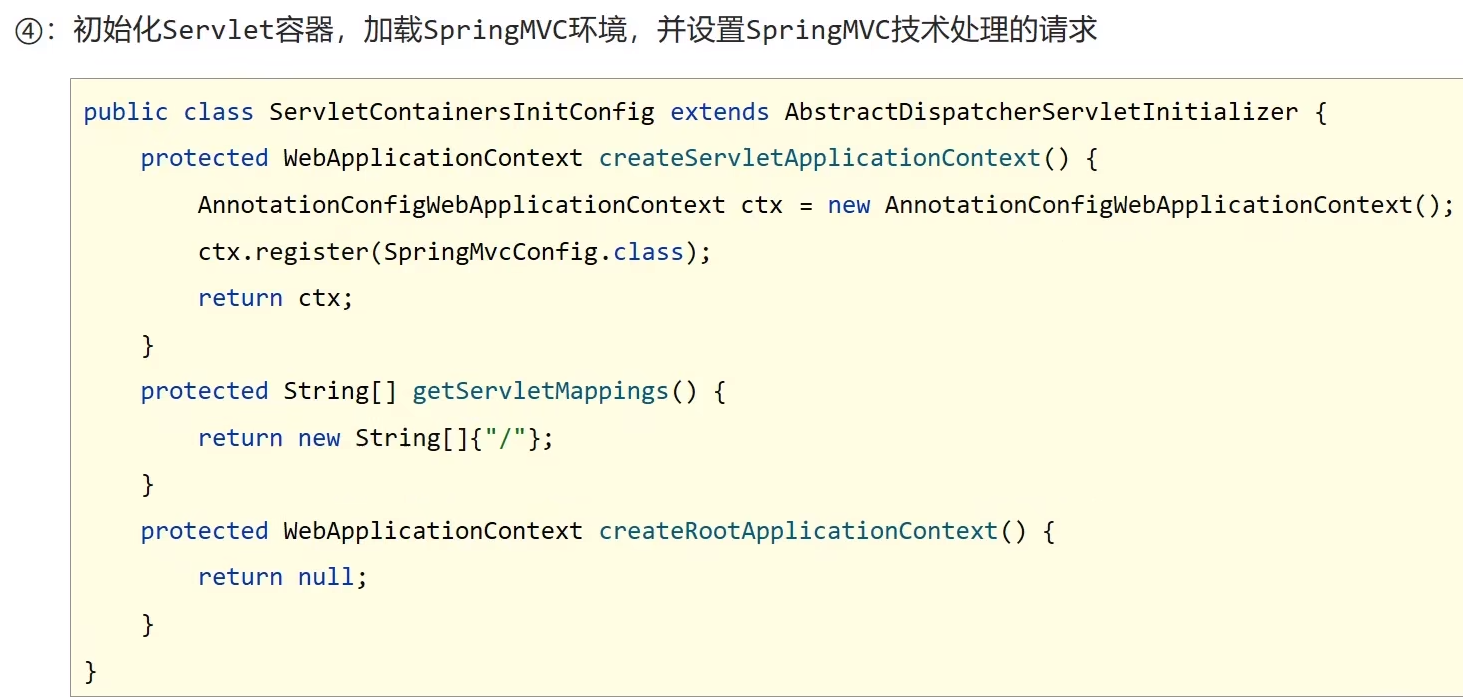 ④：初始化Servlet容器，加载SpringMVC环境，并设置SpringMVC技术处理的请求
public class ServletContainersInitConfig extends AbstractDispatcherServletInitializer {
    protected WebApplicationContext createServletApplicationContext() {
        AnnotationConfigWebApplicationContext ctx = new AnnotationConfigWebApplicationContext();
        ctx.register(SpringMvcConfig.class);
        return ctx;
    }
    protected String[] getServletMappings() {
        return new String[]{"/"};
    }
    protected WebApplicationContext createRootApplicationContext() {
        return null;
    }
}